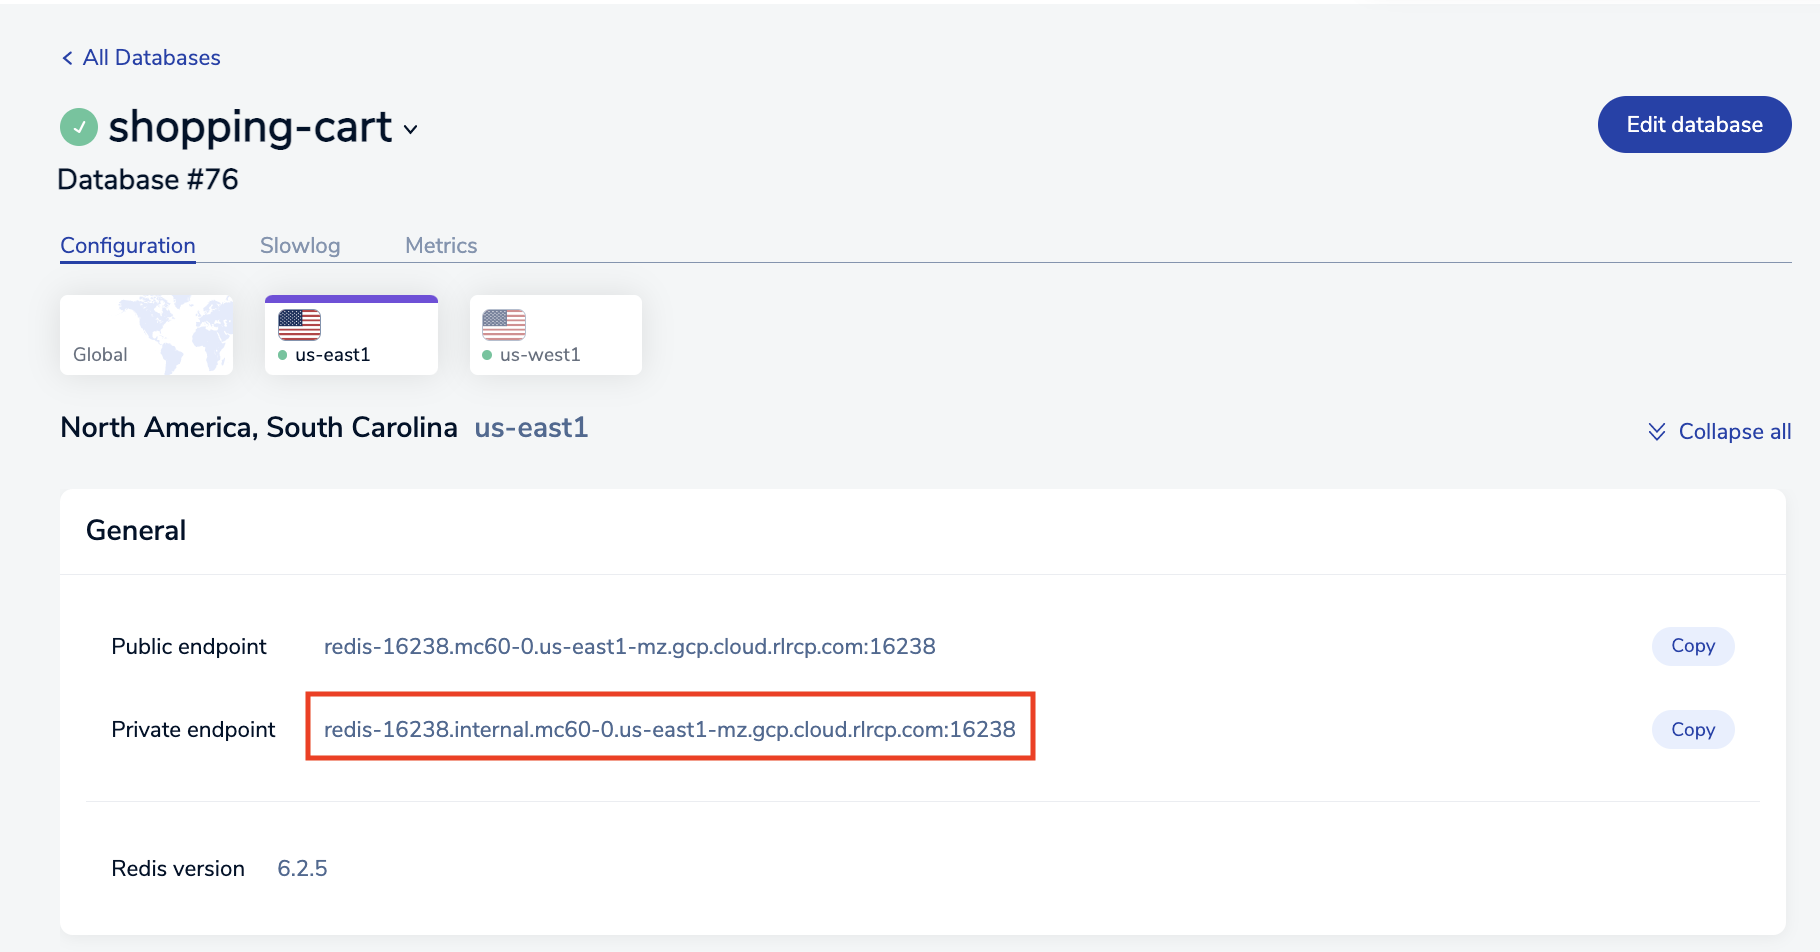 All Databases
shopping-cart
Edit database
Database #76
Configuration Slowlog Metrics
Global us-east1 us-west1
North America, South Carolina us-east1
Collapse all
General
Public endpoint redis-16238.mc60-0.us-east1-mz.gcp.cloud.rlrcp.com:16238 Copy
Private endpoint redis-16238.internal.mc60-0.us-east1-mz.gcp.cloud.rlrcp.com:16238 Copy
Redis version 6.2.5